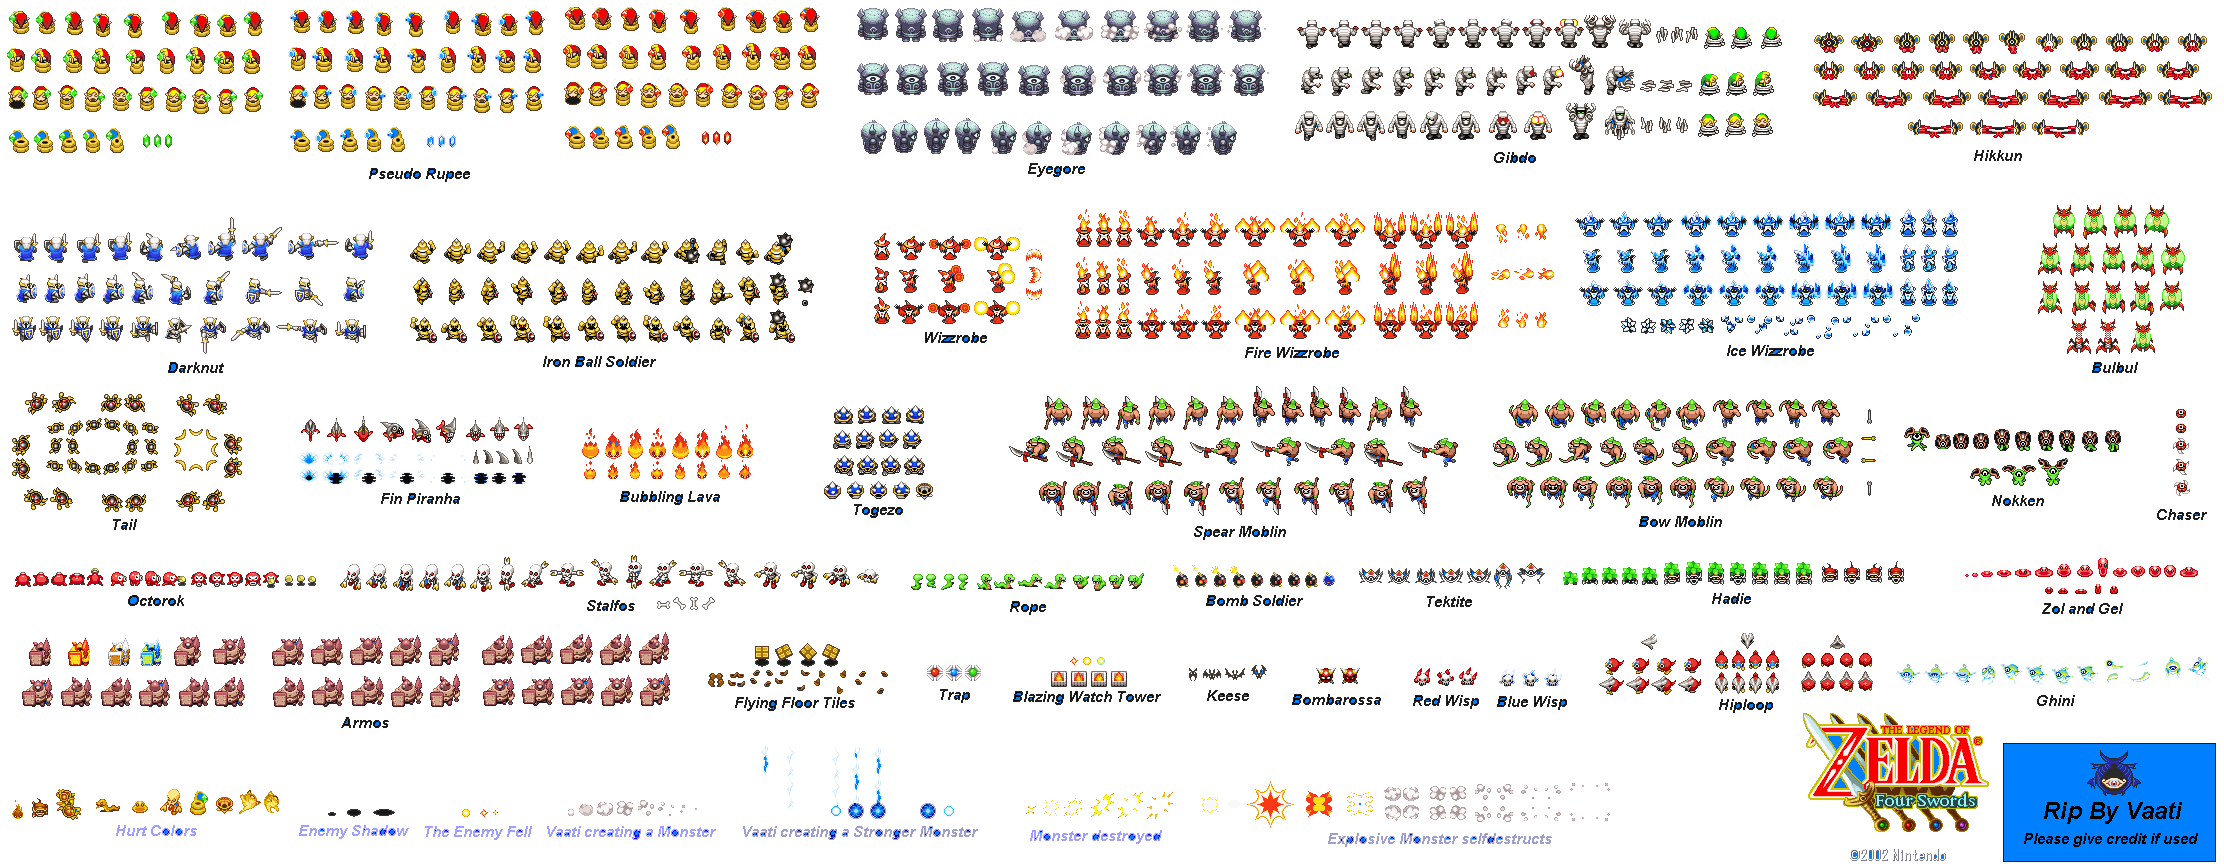 Pseudo Rupee
Eyegore
Gibdo
Hikkun
Darknut
Iron Ball Soldier
Wizzrobe
Fire Wizzrobe
Ice Wizzrobe
Bulbul
Tail
Fin Piranha
Bubbling Lava
Togezo
Spear Moblin
Bow Moblin
Nokken
Chaser
Octorok
Stalfos
Rope
Bomb Soldier
Tektite
Hadie
Zol and Gel
Armos
Flying Floor Tiles
Trap
Blazing Watch Tower
Keese
Bombarossa
Red Wisp
Blue Wisp
Hiploop
Ghini
Hurt Colors
Enemy Shadow
The Enemy Fell
Vaati creating a Monster
Vaati creating a Stronger Monster
Monster destroyed
Explosive Monster selfdestructs
THE LEGEND OF
ZELDA®
Four Swords
©2002 Nintendo
Rip By Vaati
Please give credit if used